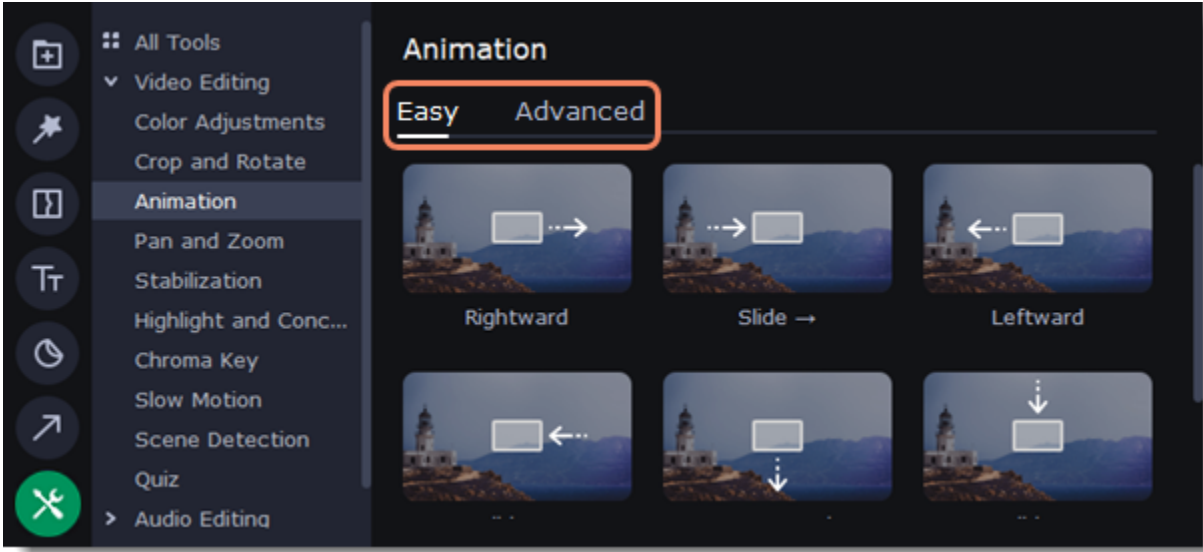 All Tools
Video Editing
Color Adjustments
Crop and Rotate
Animation
Pan and Zoom
Stabilization
Highlight and Conc...
Chroma Key
Slow Motion
Scene Detection
Quiz
Audio Editing
Animation
Easy Advanced
Rightward Slide → Leftward